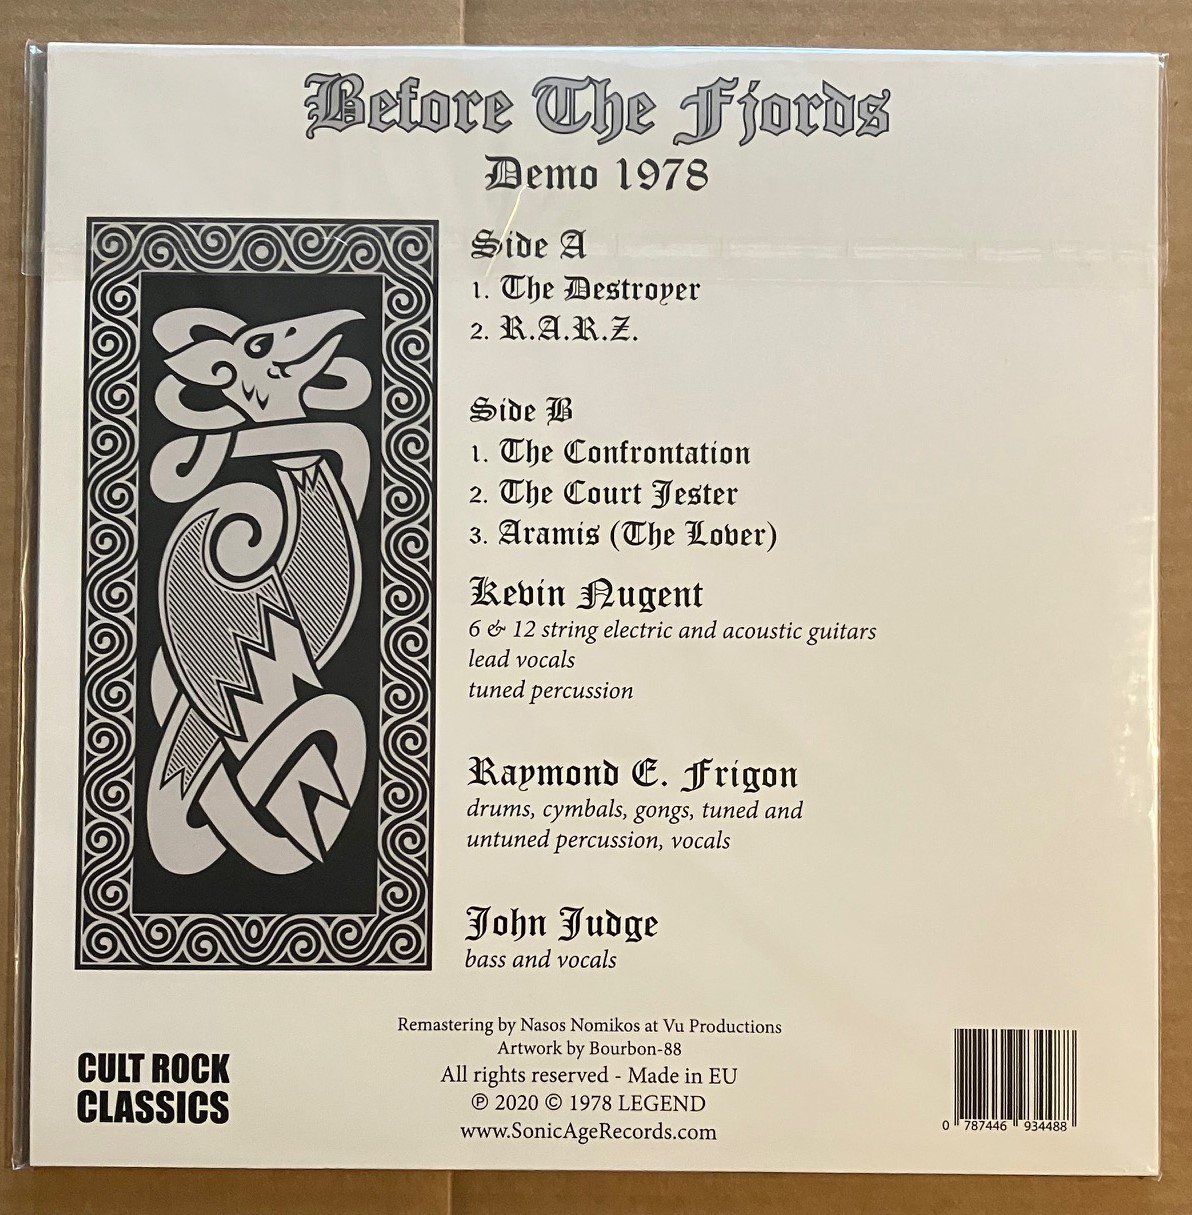 Before The Fjords
Demo 1978
Side A
1. The Destroyer
2. R.A.R.Z.
Side B
1. The Confrontation
2. The Court Jester
3. Aramis (The Lover)
Kevin Nugent
6 & 12 string electric and acoustic guitars
lead vocals
tuned percussion
Raymond E. Frigon
drums, cymbals, gongs, tuned and
untuned percussion, vocals
John Judge
bass and vocals
Remastering by Nasos Nomikos at Vu Productions
Artwork by Bourbon-88
All rights reserved - Made in EU
℗ 2020 © 1978 LEGEND
www.SonicAgeRecords.com
CULT ROCK
CLASSICS
0 787446 934488